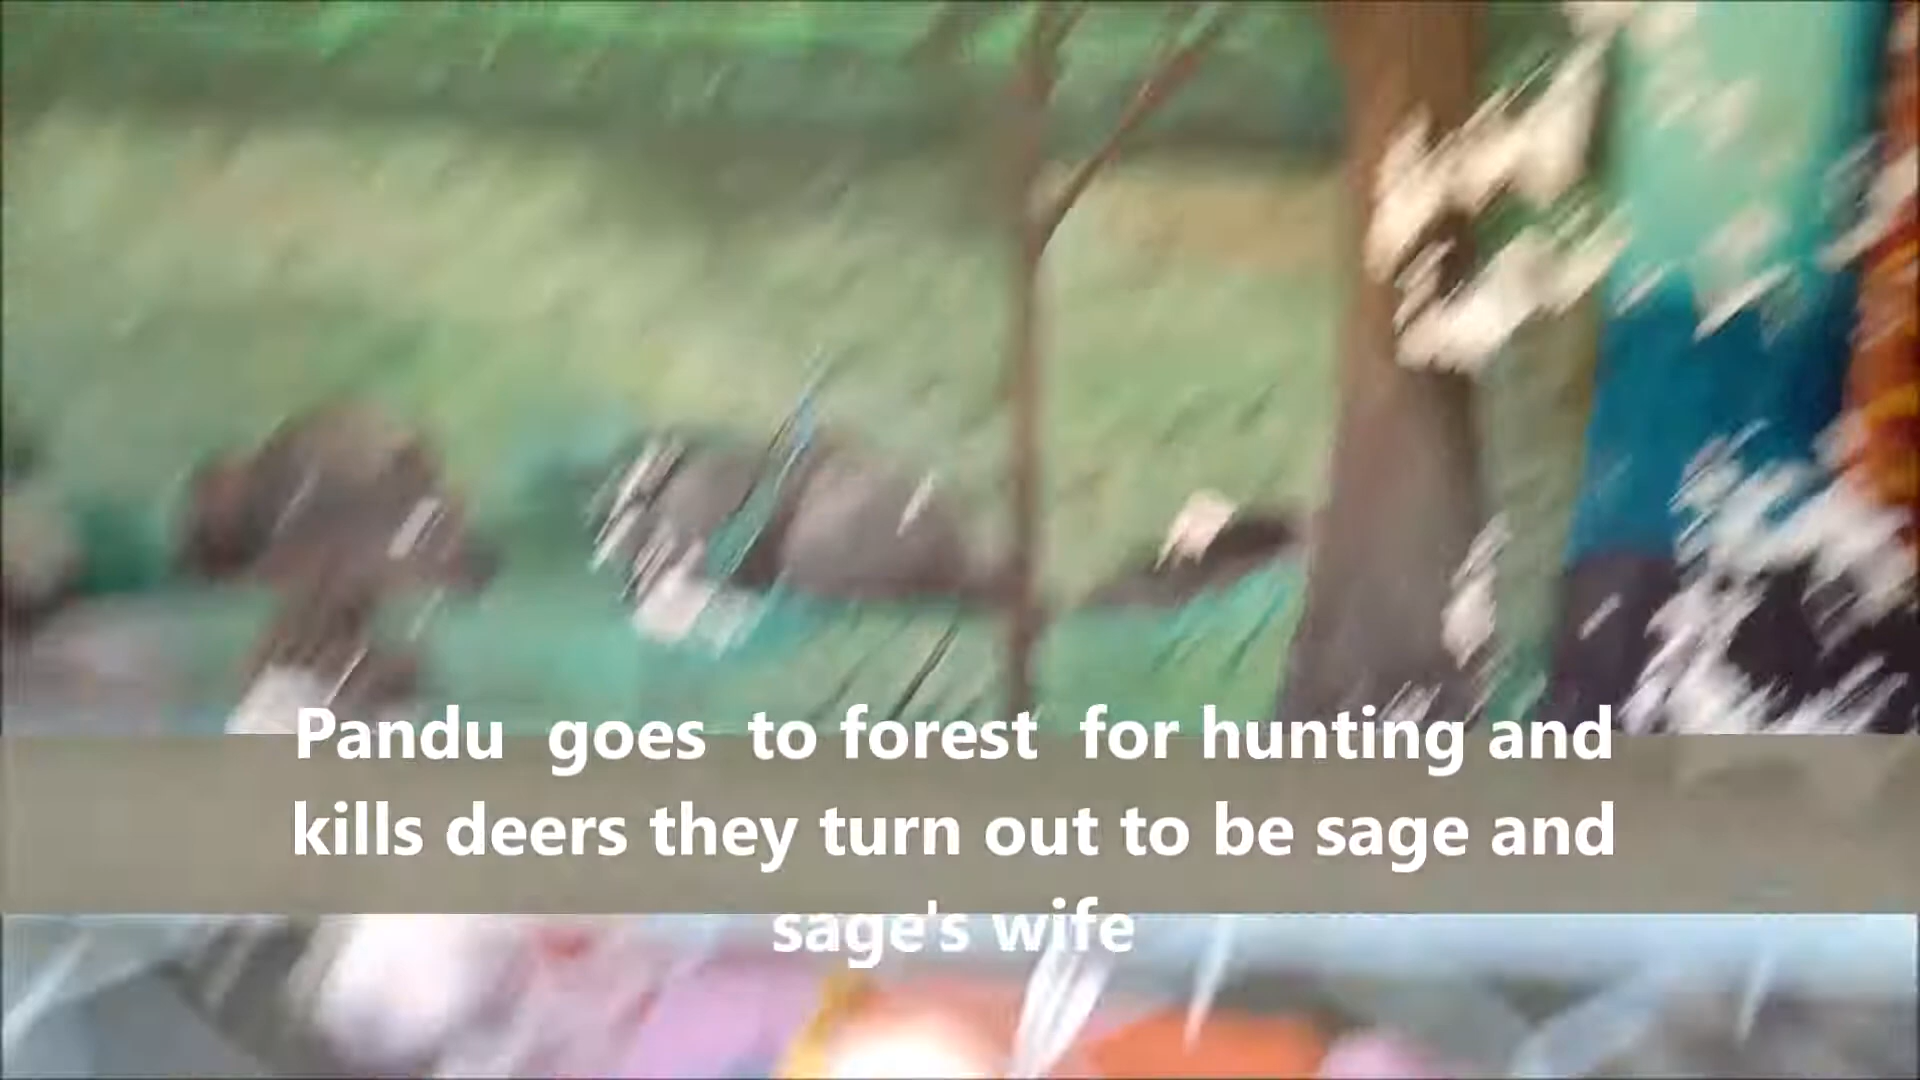 Pandu goes to forest for hunting and
kills deers they turn out to be sage and
sage's wife